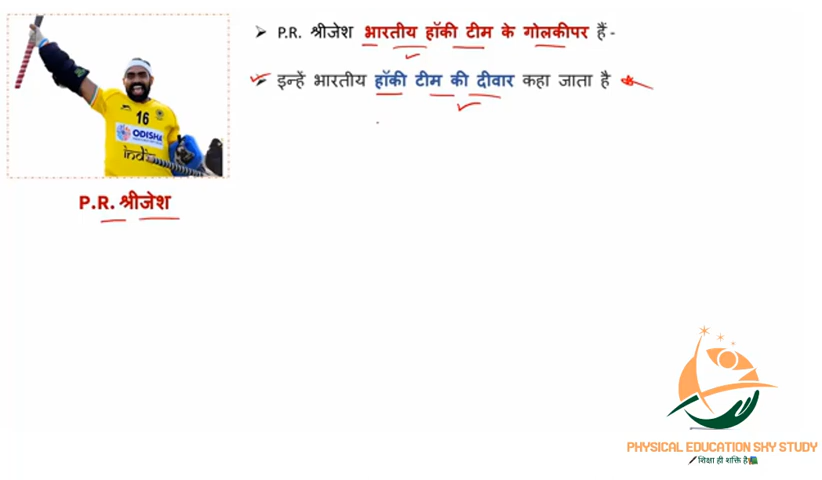 P.R. श्रीजेश भारतीय हॉकी टीम के गोलकीपर हैं -
इन्हें भारतीय हॉकी टीम की दीवार कहा जाता है
16
ODISHA
india
P.R. श्रीजेश
PHYSICAL EDUCATION SKY STUDY
शिक्षा ही शक्ति है